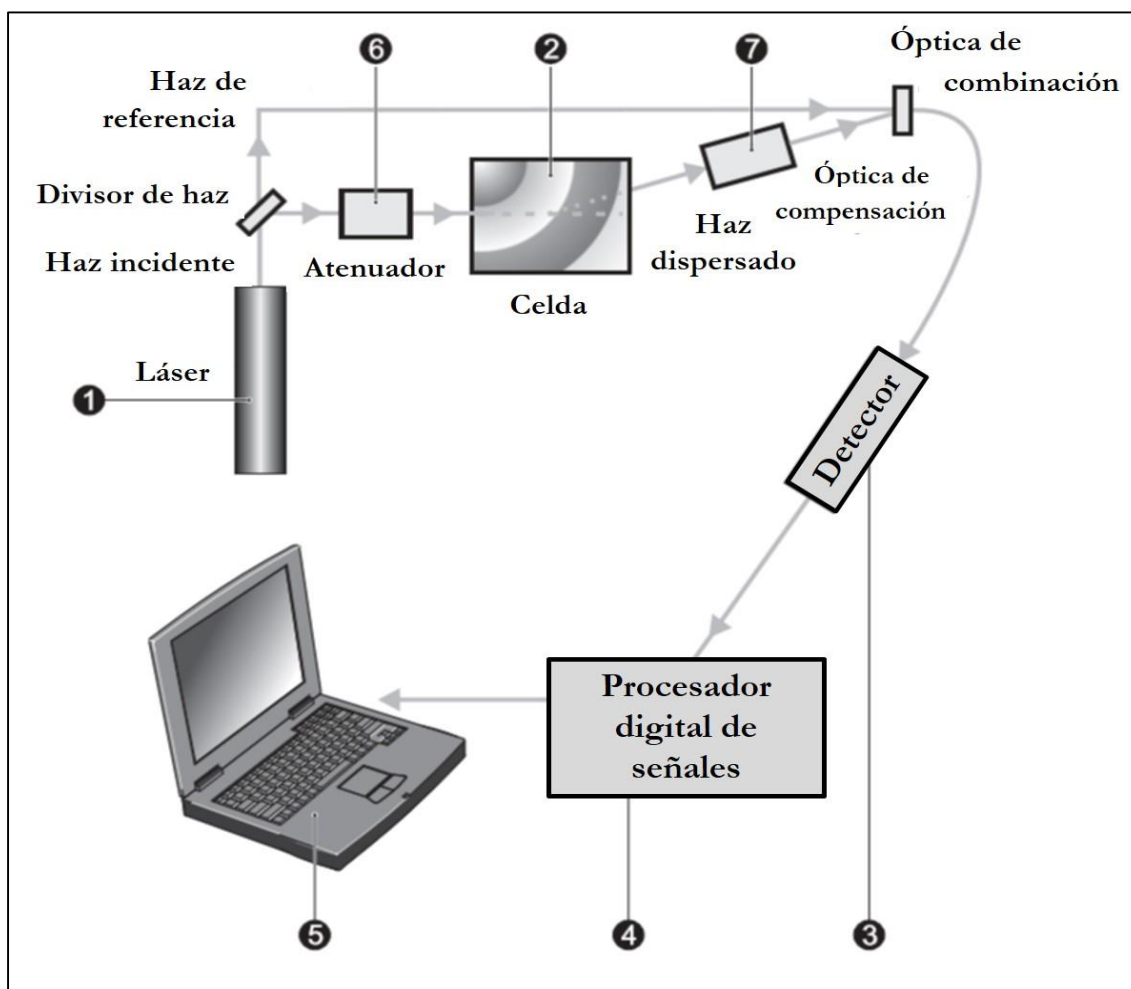 6
2
7
Óptica de
combinación
Haz de
referencia
Divisor de haz
Óptica de
compensación
Haz
dispersado
Haz incidente
Atenuador
Celda
Láser
1
Detector
Procesador
digital de
señales
5
4
3